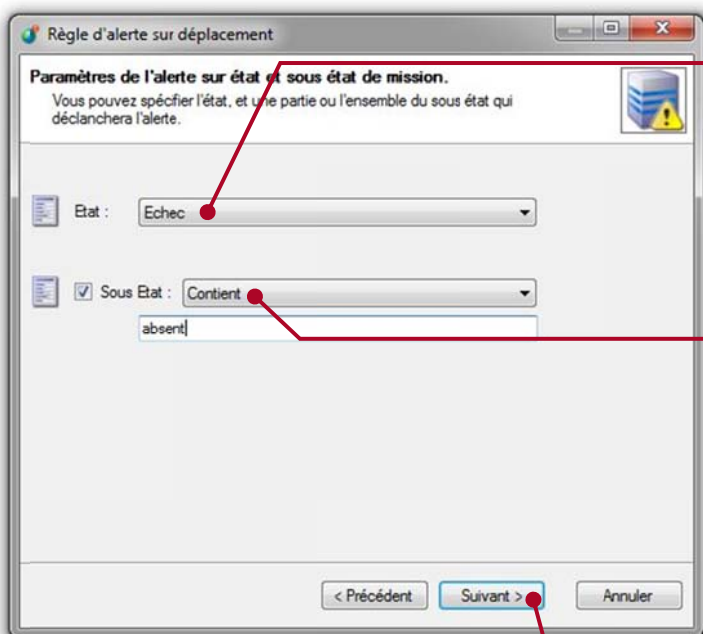 Règle d'alerte sur déplacement
Paramètres de l'alerte sur état et sous état de mission.
Vous pouvez spécfier l'état, et une partie ou l'ensemble du sous état qui
déclanchera l'alerte.
Etat :
Echec
Sous Etat :
Contient
absent
< Précédent
Suivant >
Annuler